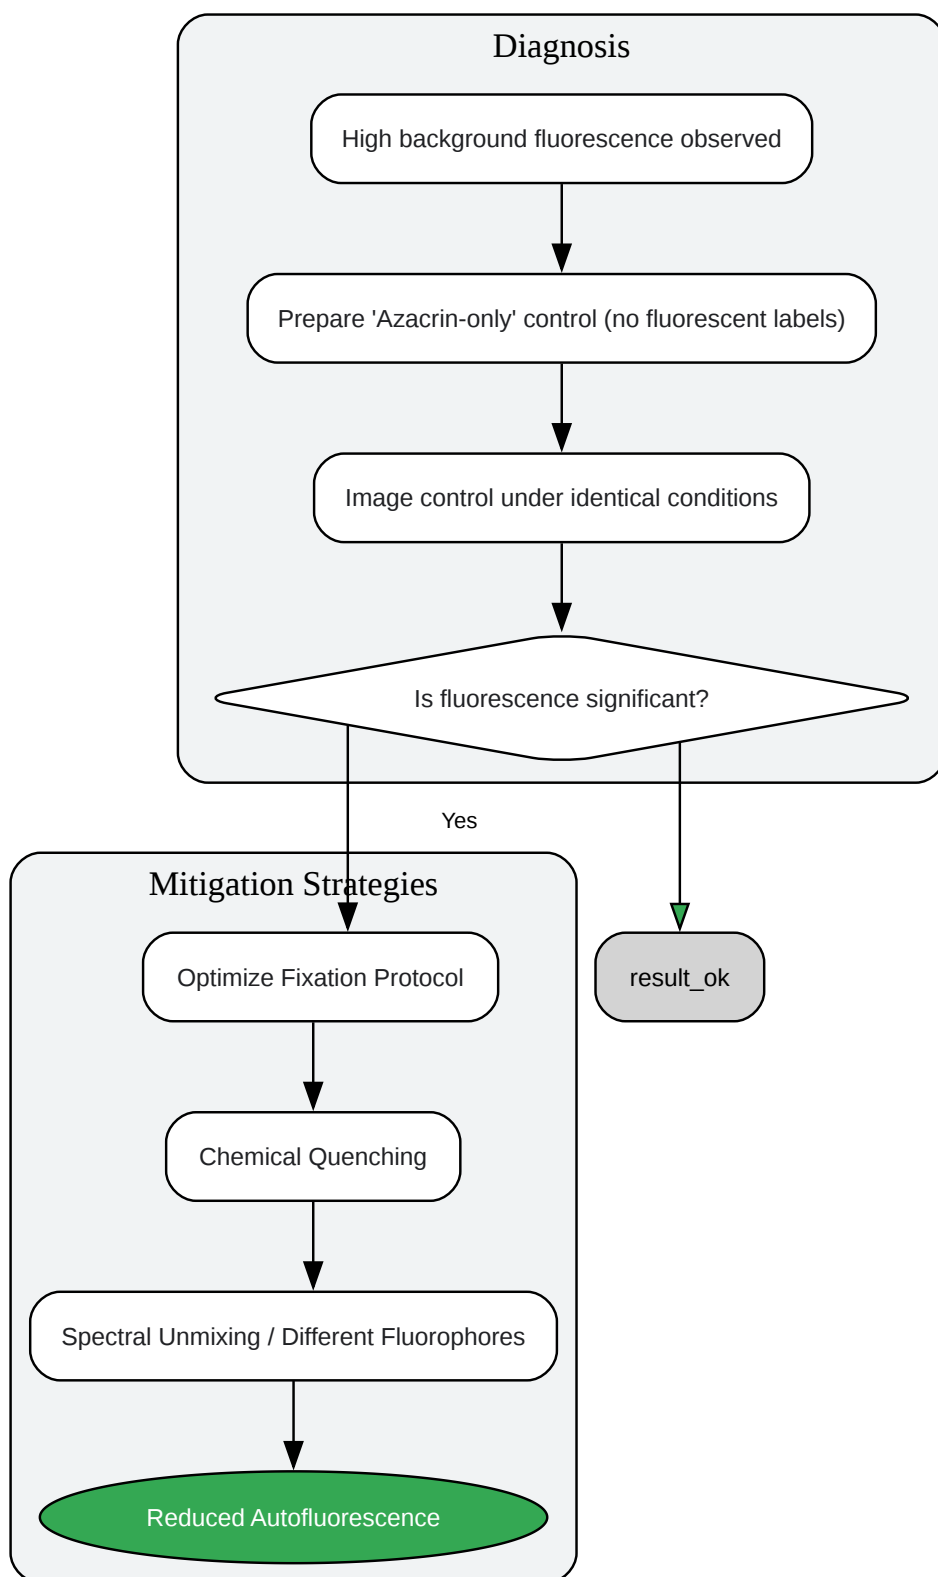 Diagnosis
High background fluorescence observed
Prepare 'Azacrin-only' control (no fluorescent labels)
Image control under identical conditions
Is fluorescence significant?
Yes
Mitigation Strategies
Optimize Fixation Protocol
result_ok
Chemical Quenching
Spectral Unmixing / Different Fluorophores
Reduced Autofluorescence